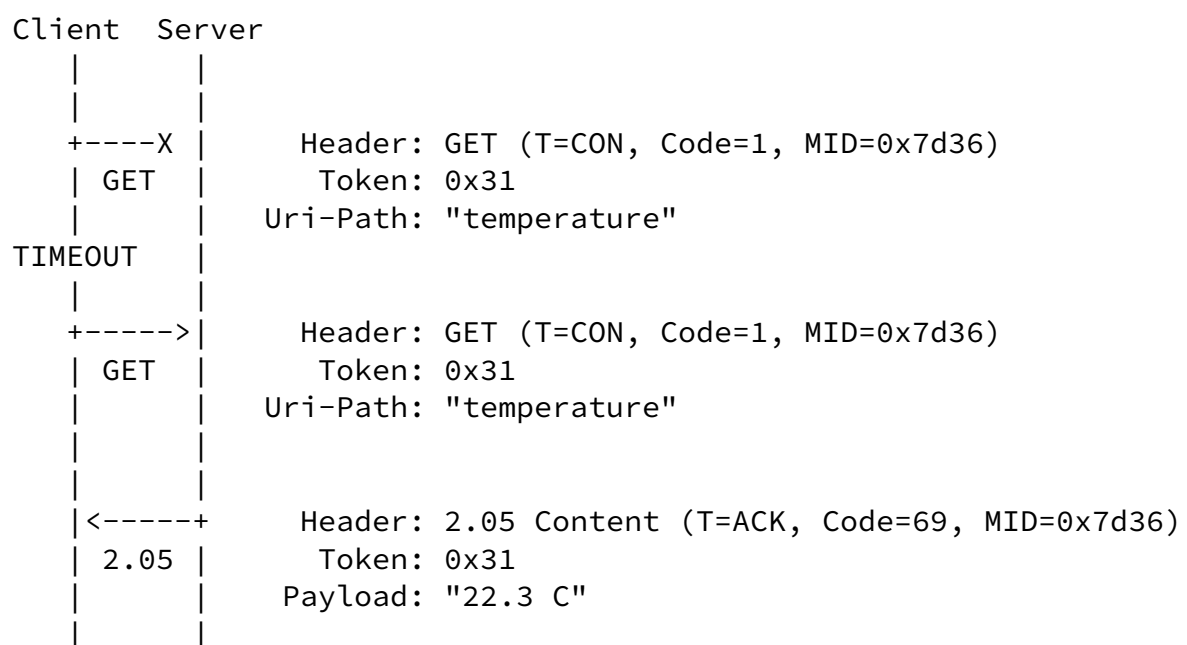 Client  Server
   |      |
   |      |
   +----X |     Header: GET (T=CON, Code=1, MID=0x7d36)
   | GET  |      Token: 0x31
   |      |   Uri-Path: "temperature"
TIMEOUT   |
   |      |
   +----->|     Header: GET (T=CON, Code=1, MID=0x7d36)
   | GET  |      Token: 0x31
   |      |   Uri-Path: "temperature"
   |      |
   |      |
   |<-----+     Header: 2.05 Content (T=ACK, Code=69, MID=0x7d36)
   | 2.05 |      Token: 0x31
   |      |    Payload: "22.3 C"
   |      |